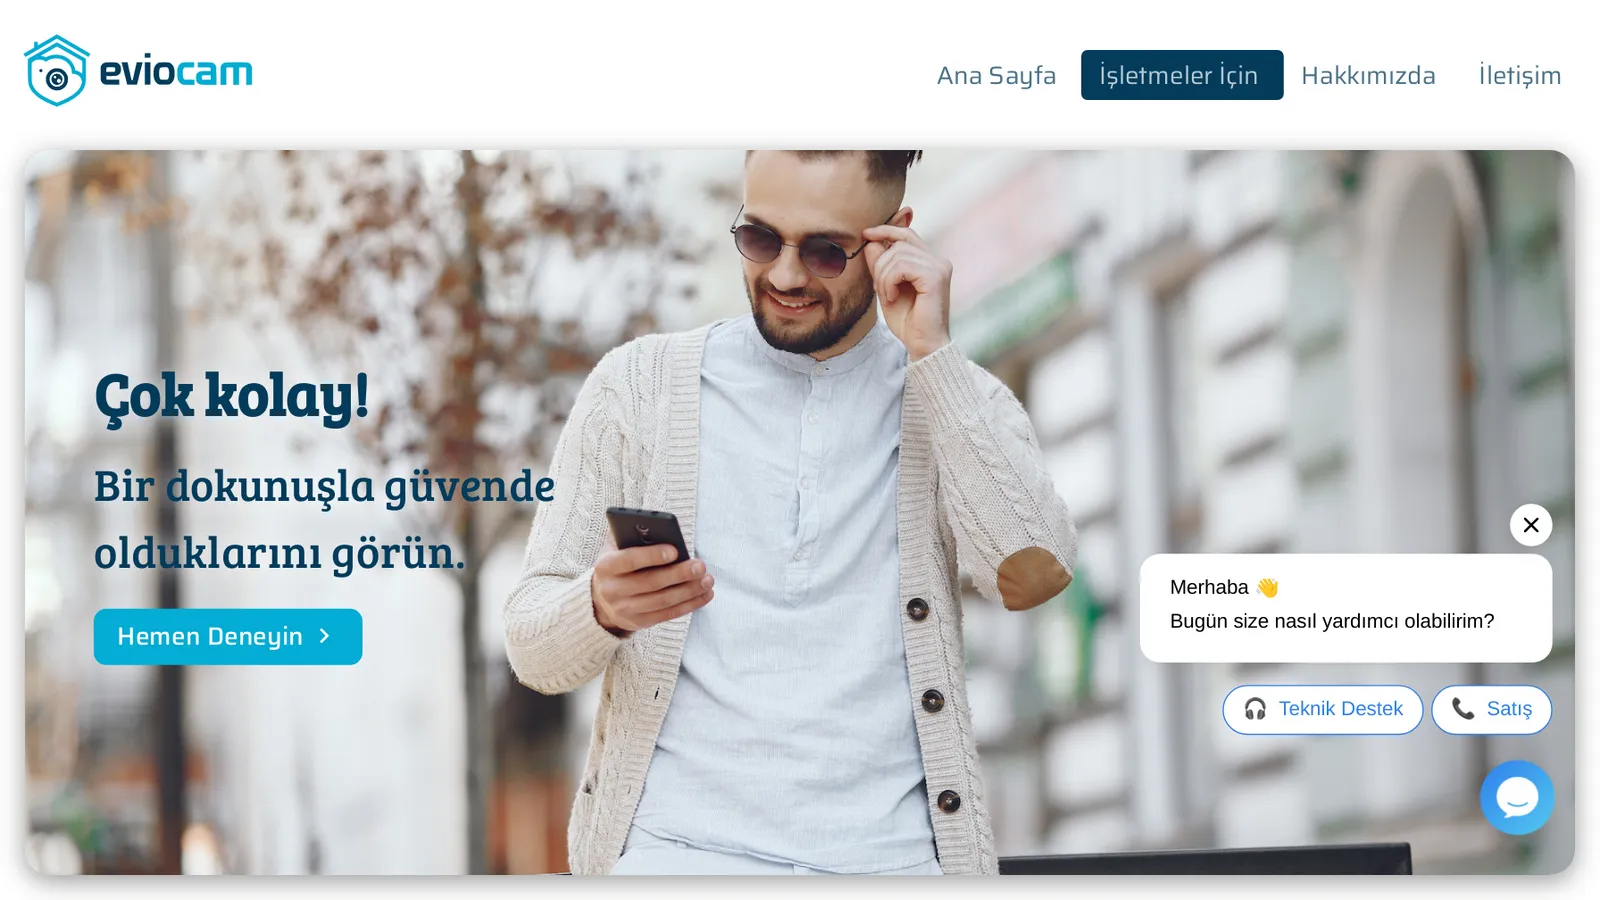 eviocam
Ana Sayfa
İşletmeler İçin
Hakkımızda
İletişim
Çok kolay!
Bir dokunuşla güvende
olduklarını görün.
Hemen Deneyin
Merhaba 👋
Bugün size nasıl yardımcı olabilirim?
🎧 Teknik Destek
📞 Satış